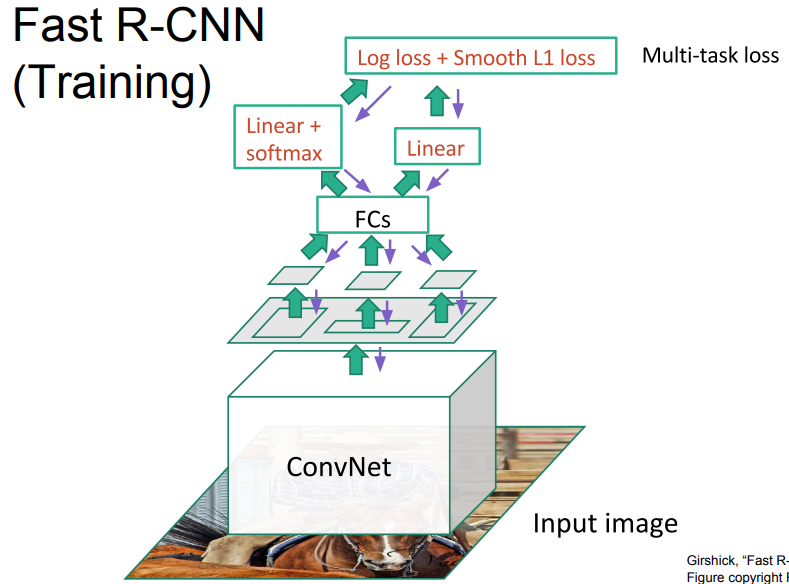 Fast R-CNN
(Training)
Log loss + Smooth L1 loss
Multi-task loss
Linear +
softmax
Linear
FCs
ConvNet
Input image
Girshick, “Fast R-
Figure copyright